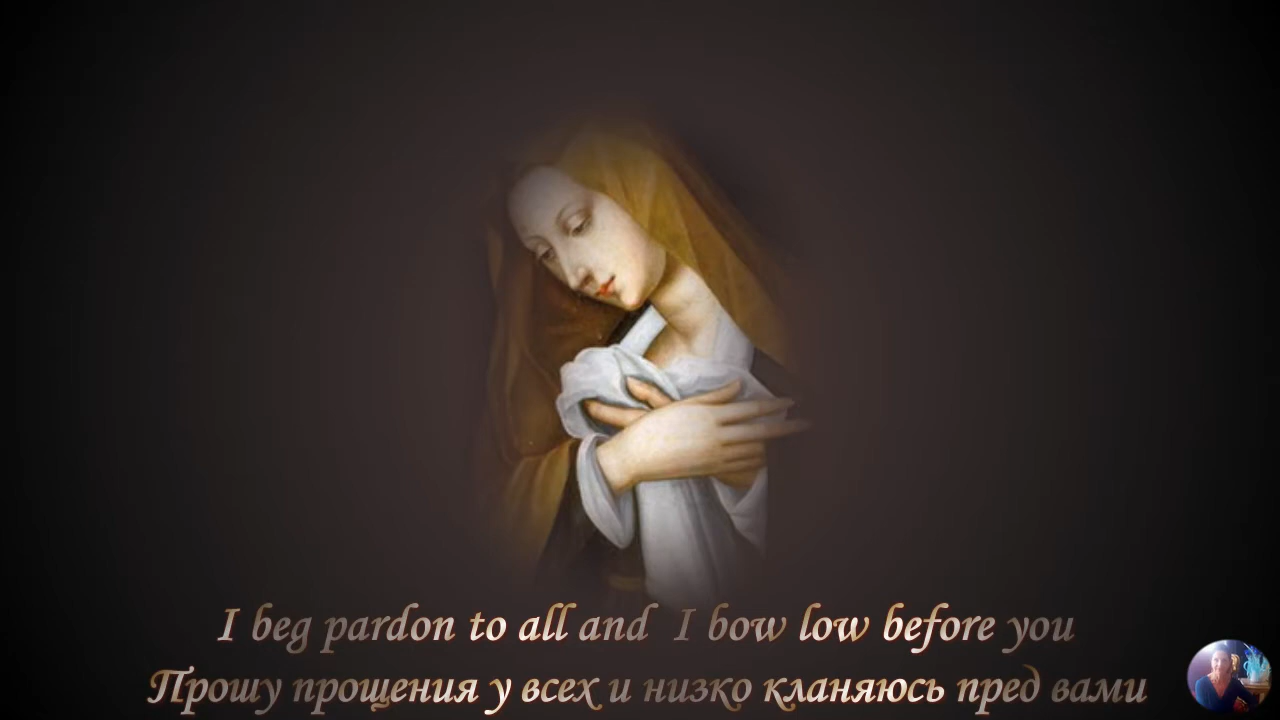 I beg pardon to all and I bow low before you
Прошу прощения у всех и низко кланяюсь пред вами